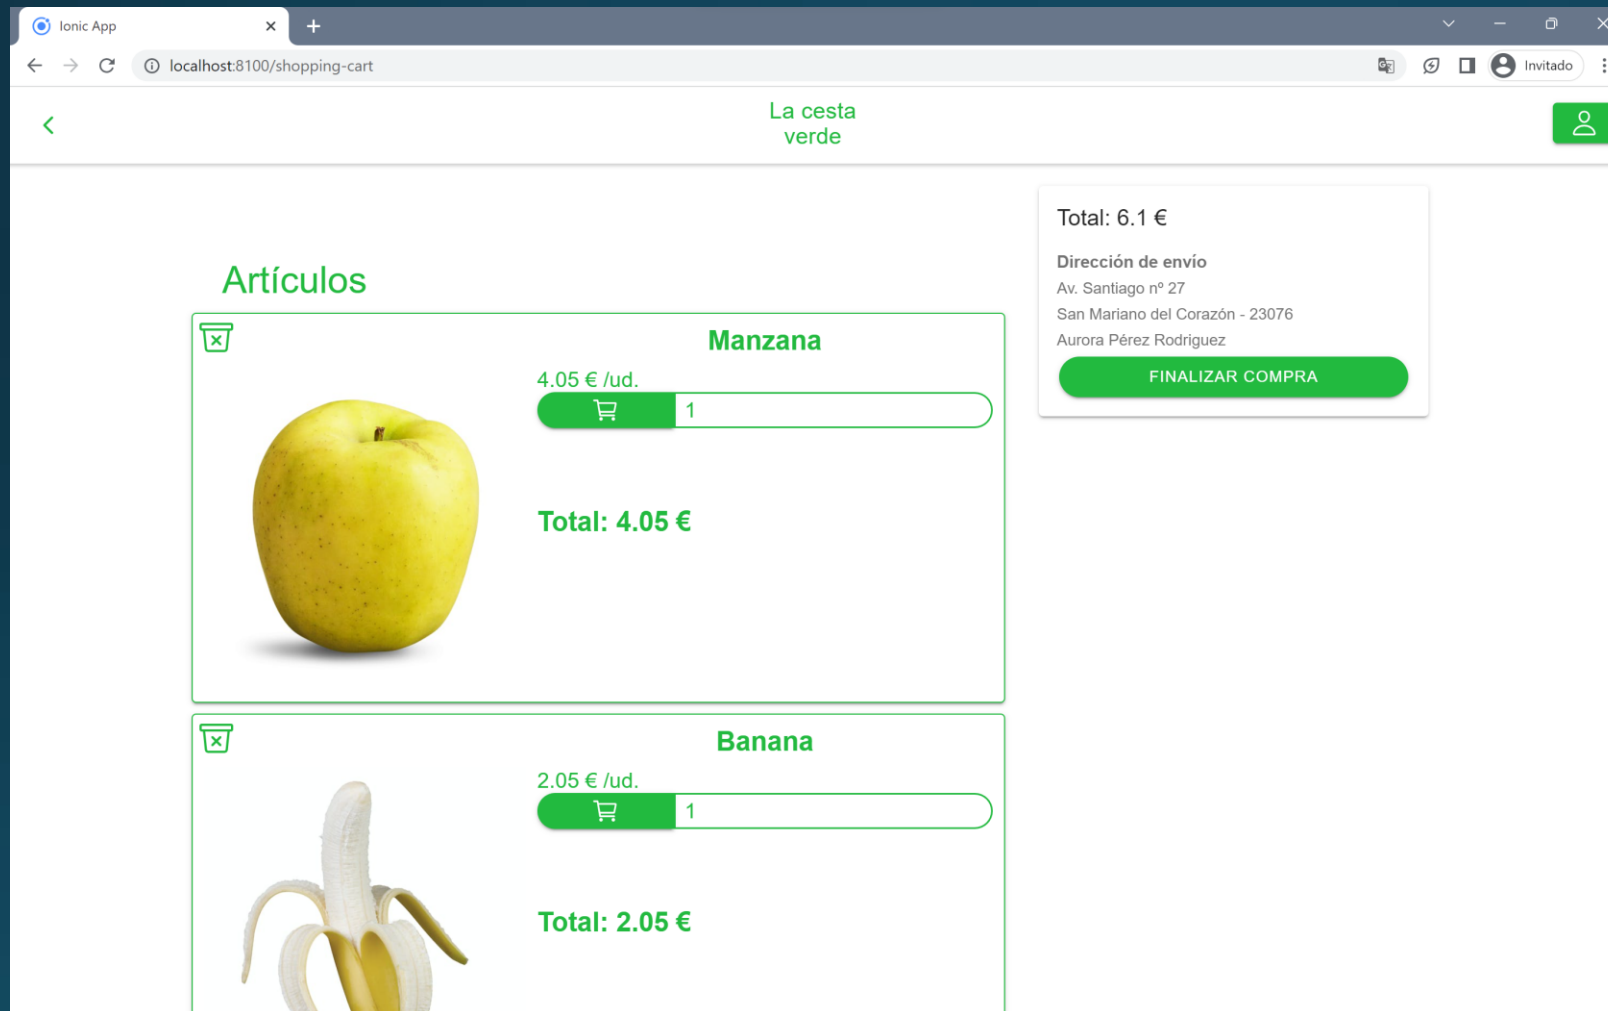 Ionic App
localhost:8100/shopping-cart
Invitado
La cesta
verde
Total: 6.1 €
Dirección de envío
Av. Santiago nº 27
San Mariano del Corazón - 23076
Aurora Pérez Rodriguez
FINALIZAR COMPRA
Artículos
Manzana
4.05 € /ud.
1
Total: 4.05 €
Banana
2.05 € /ud.
1
Total: 2.05 €